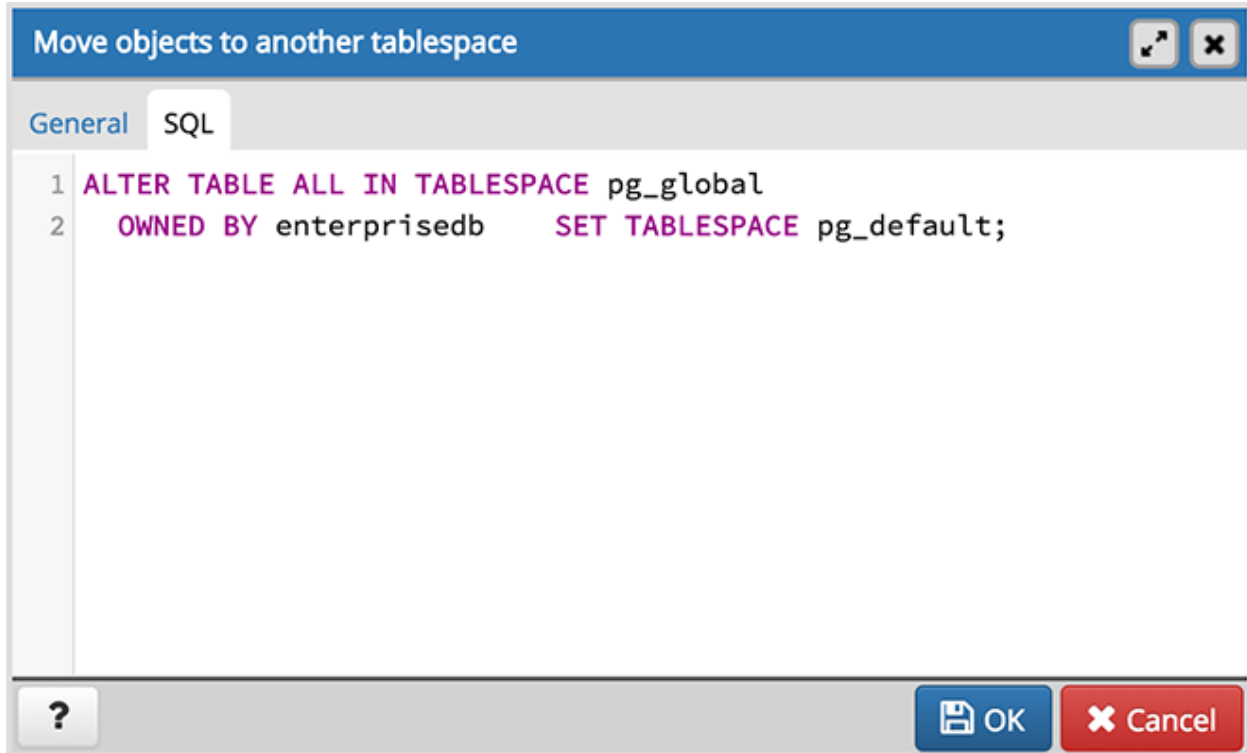 Move objects to another tablespace
General SQL
1 ALTER TABLE ALL IN TABLESPACE pg_global
2 OWNED BY enterprisedb SET TABLESPACE pg_default;
? OK Cancel